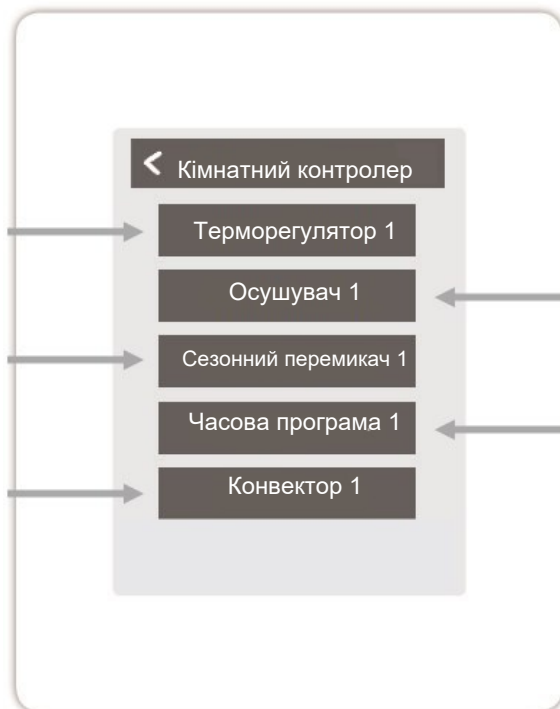 Кімнатний контролер
Терморегулятор 1
Осушувач 1
Сезонний перемикач 1
Часова програма 1
Конвектор 1